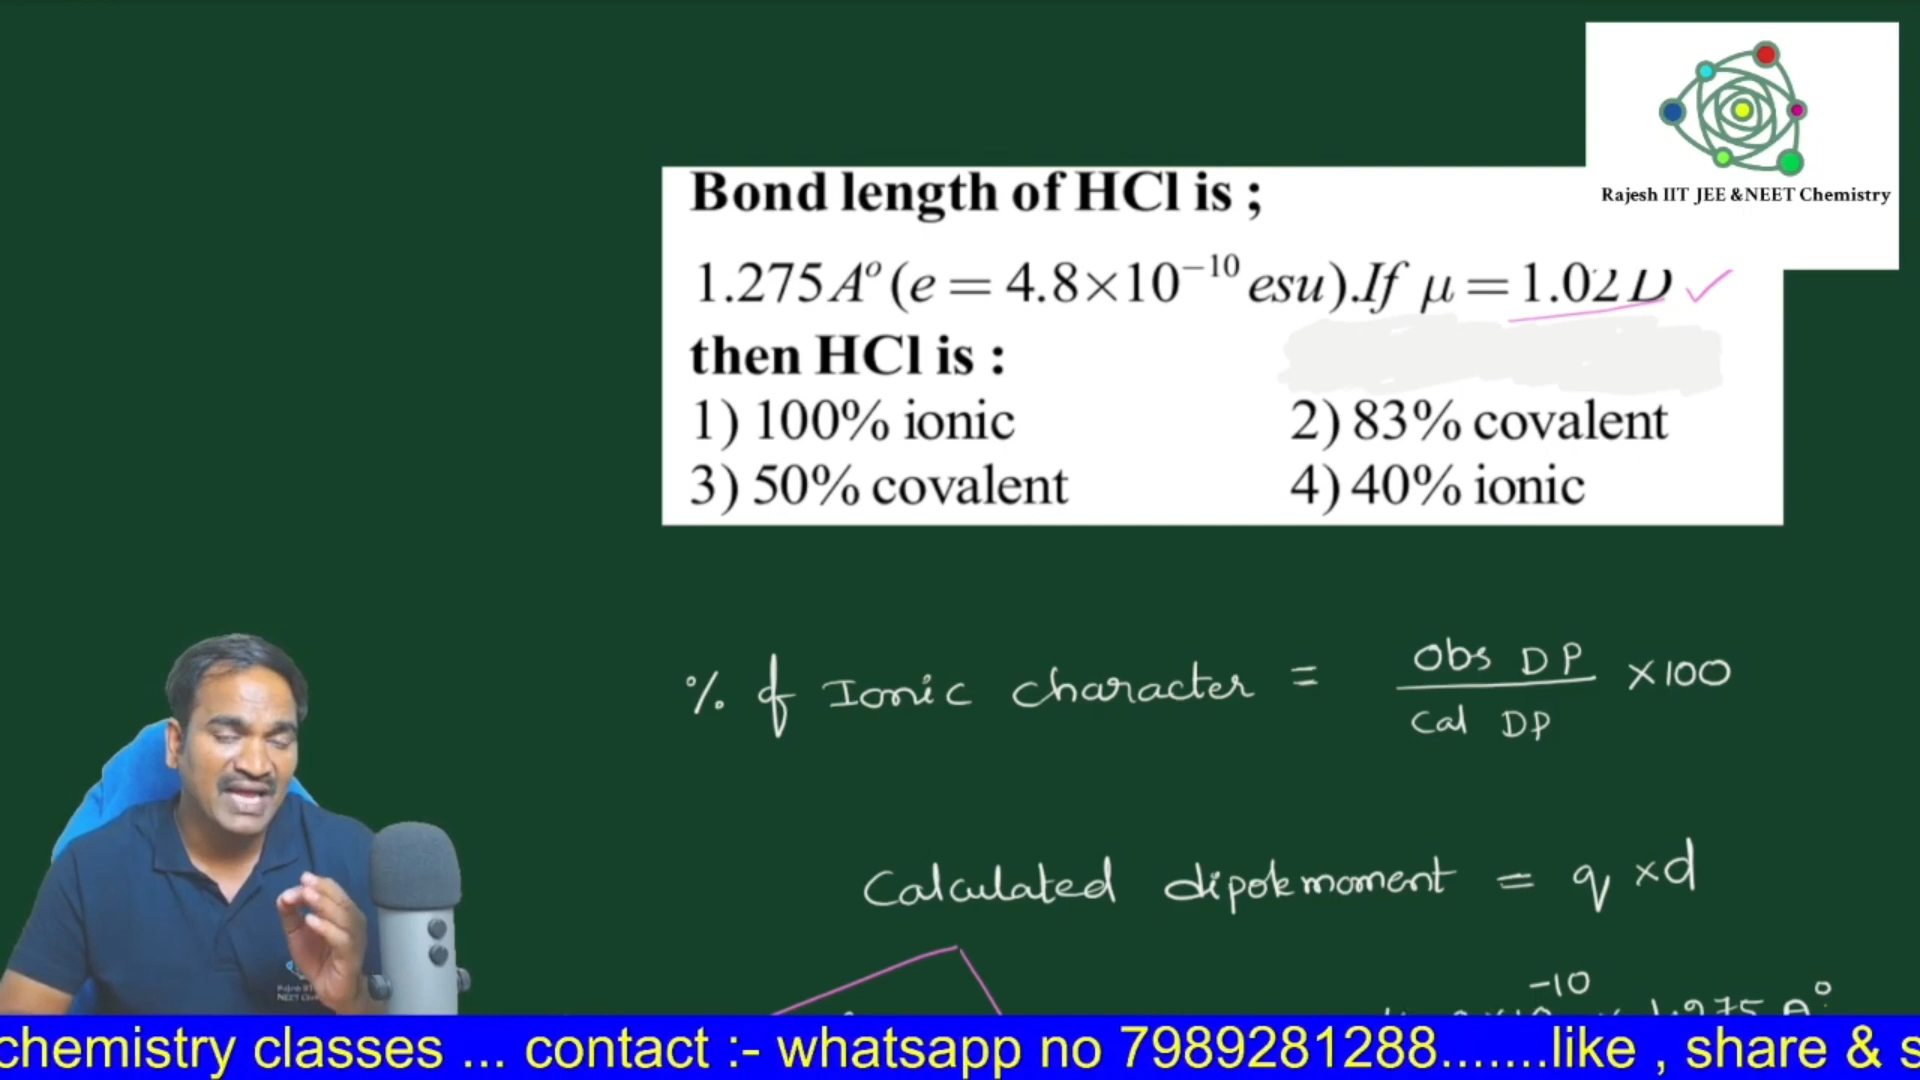 Rajesh IIT JEE &NEET Chemistry
Bond length of HCl is ;
1.275 A° (e = 4.8×10⁻¹⁰ esu).If μ = 1.02 D ✓
then HCl is :
1) 100% ionic 2) 83% covalent
3) 50% covalent 4) 40% ionic
% of Ionic character = Obs DP / Cal DP ×100
Calculated dipole moment = q × d
-10
A°
chemistry classes ... contact :- whatsapp no 7989281288.......like , share & s